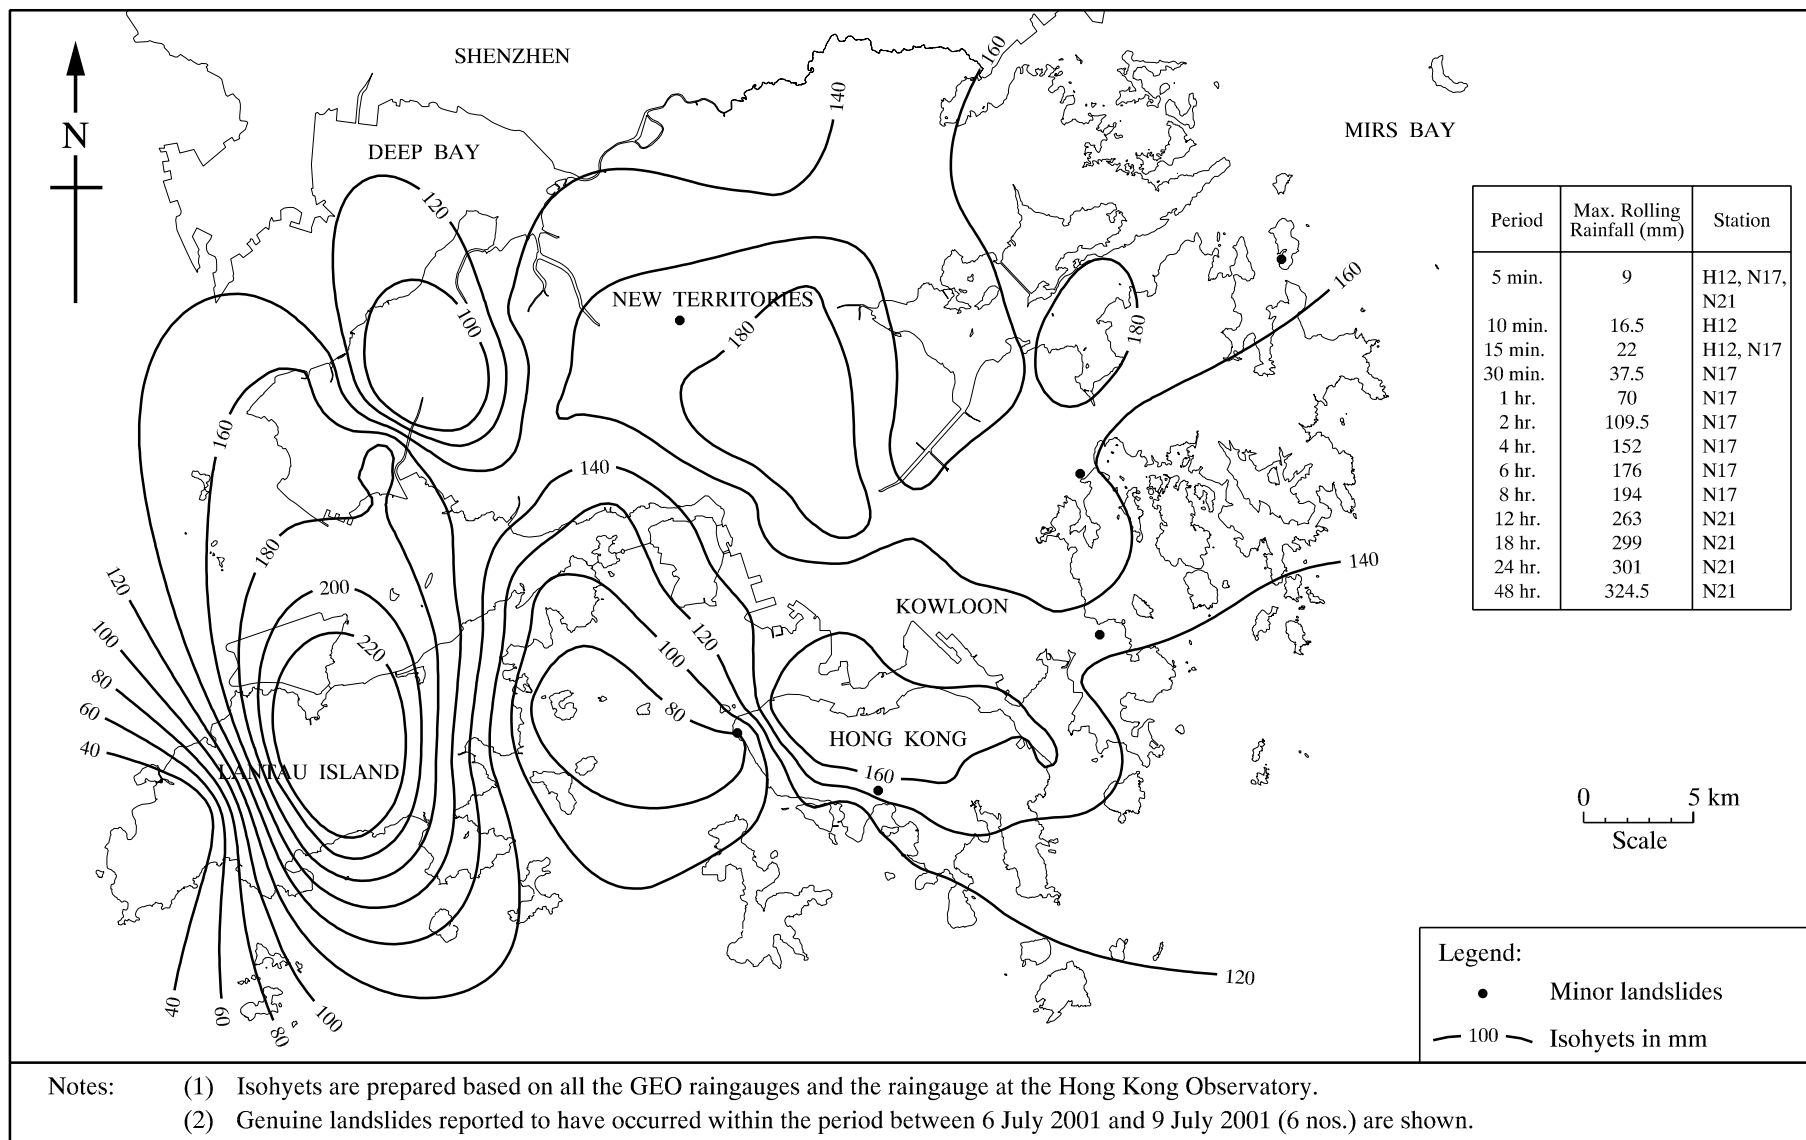 SHENZHEN
160
140
MIRS BAY
DEEP BAY
N
120
Period Max. Rolling Rainfall (mm) Station
5 min. 9 H12, N17, N21
10 min. 16.5 H12
15 min. 22 H12, N17
30 min. 37.5 N17
1 hr. 70 N17
2 hr. 109.5 N17
4 hr. 152 N17
6 hr. 176 N17
8 hr. 194 N17
12 hr. 263 N21
18 hr. 299 N21
24 hr. 301 N21
48 hr. 324.5 N21
160
NEW TERRITORIES
100
180
180
160
140
180
140
120
200
KOWLOON
100
120
220
100
80
80
60
HONG KONG
40
LANTAU ISLAND
160
0 5 km
Scale
120
40
60
80
100
Legend:
Minor landslides
100 Isohyets in mm
Notes: (1) Isohyets are prepared based on all the GEO raingauges and the raingauge at the Hong Kong Observatory.
(2) Genuine landslides reported to have occurred within the period between 6 July 2001 and 9 July 2001 (6 nos.) are shown.